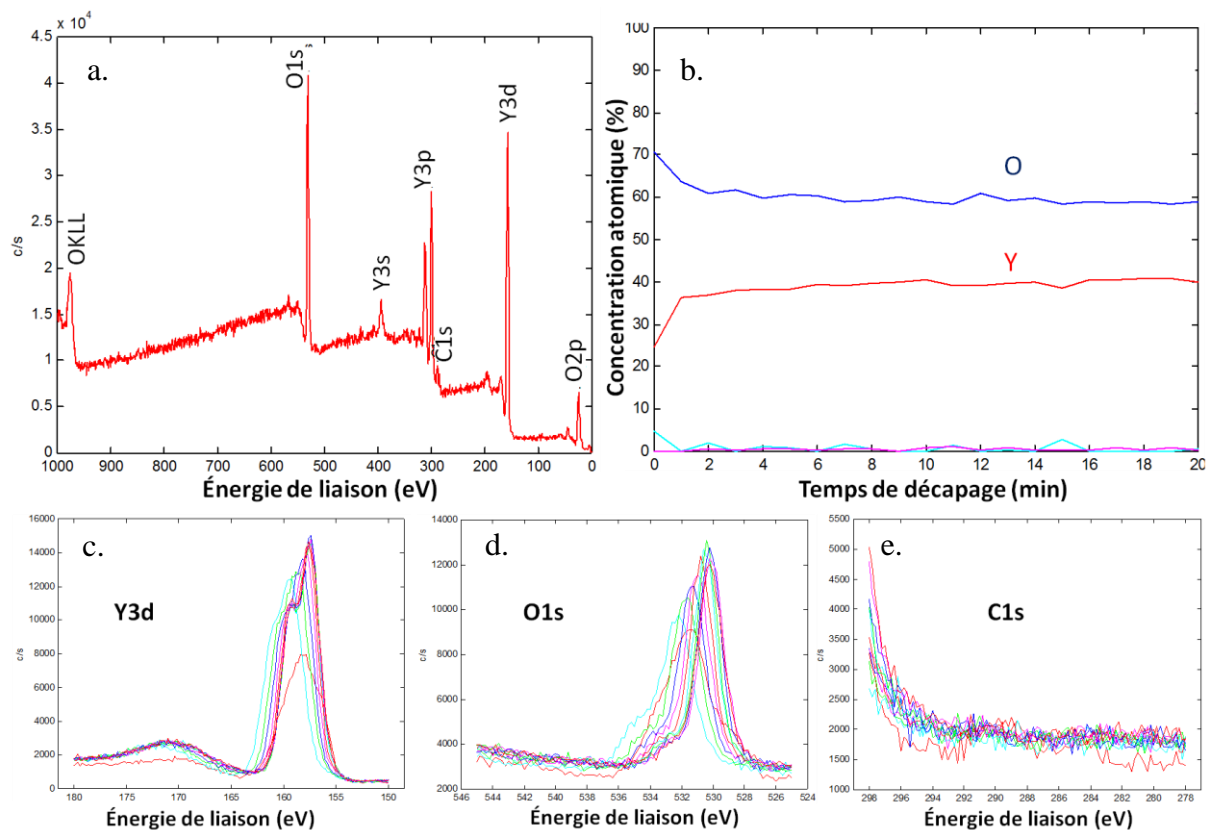 a.
x 10⁴
4.5
4
3.5
3
2.5
2
1.5
1
0.5
0
c/s
OKLL
O1s
Y3s
Y3p
C1s
Y3d
O2p
1000 900 800 700 600 500 400 300 200 100 0
Énergie de liaison (eV)
b.
100
90
80
70
60
50
40
30
20
10
0
Concentration atomique (%)
O
Y
0 2 4 6 8 10 12 14 16 18 20
Temps de décapage (min)
c.
16000
14000
12000
10000
8000
6000
4000
2000
0
c/s
Y3d
180 175 170 165 160 155 150
Énergie de liaison (eV)
d.
14000
12000
10000
8000
6000
4000
2000
c/s
O1s
546 544 542 540 538 536 534 532 530 528 526 524
Énergie de liaison (eV)
e.
5500
5000
4500
4000
3500
3000
2500
2000
1500
1000
c/s
C1s
298 296 294 292 290 288 286 284 282 280 278
Énergie de liaison (eV)